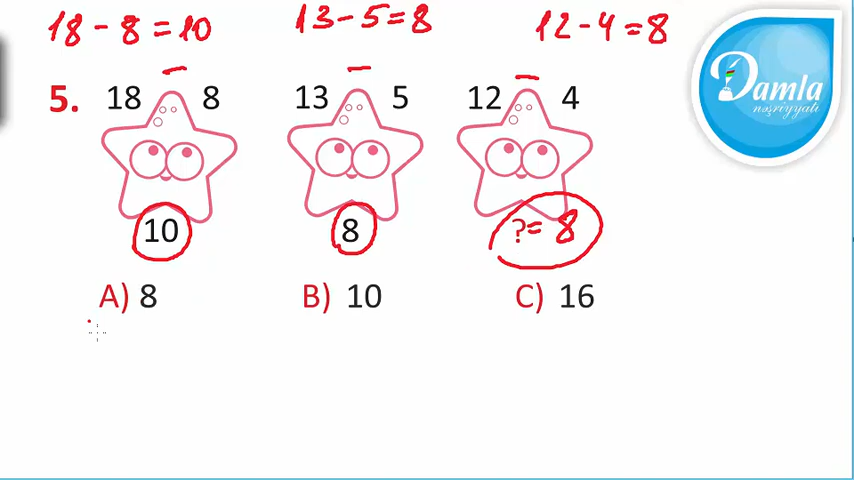 18 - 8 = 10 13 - 5 = 8 12 - 4 = 8
5. 18 – 8 13 – 5 12 – 4
10 8 ? = 8
A) 8 B) 10 C) 16
Damla
nəşriyyatı